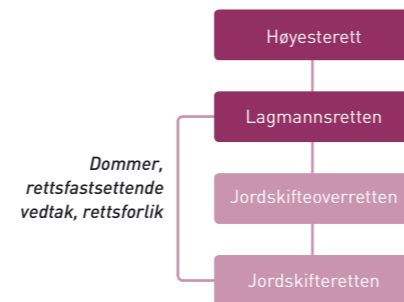 Høyesterett
Lagmannsretten
Dommer,
rettsfastsettende
vedtak, rettsforlik
Jordskifteoverretten
Jordskifteretten